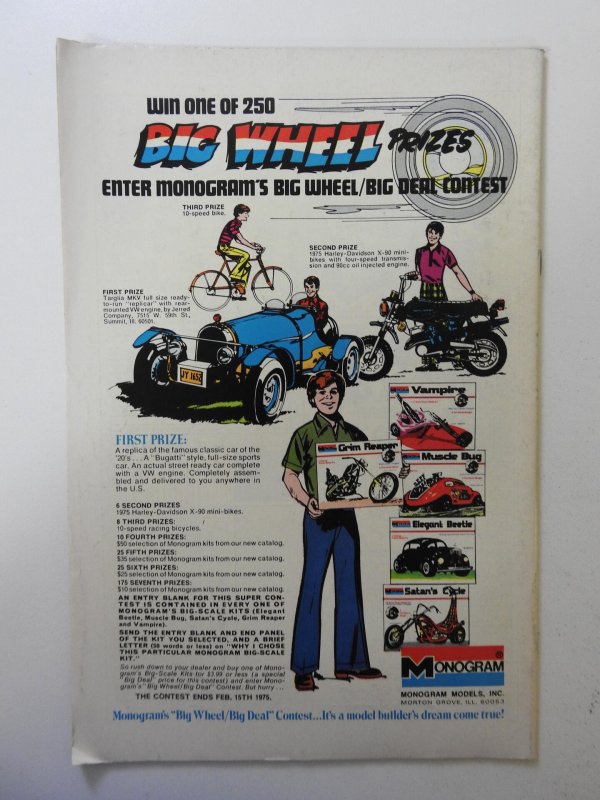 WIN ONE OF 250
BIG WHEEL PRIZES
ENTER MONOGRAM'S BIG WHEEL/BIG DEAL CONTEST
THIRD PRIZE
10-speed bike.
SECOND PRIZE
1975 Harley-Davidson X-90 mini-
bikes with four-speed transmis-
sion and 90cc oil injected engine.
FIRST PRIZE
Targlia MKV full size ready-
to-run "replicar" with rear-
mounted VW engine, by Jerred
Company, 7515 W. 59th St.,
Summit, Ill. 60501.
JY 1652
Vampire
Grim Reaper
Muscle Bug
Elegant Beetle
Satan's Cycle
FIRST PRIZE:
A replica of the famous classic car of the
'20's . . . A "Bugatti" style, full-size sports
car. An actual street ready car complete
with a VW engine. Completely assem-
bled and delivered to you anywhere in
the U.S.
6 SECOND PRIZES
1975 Harley-Davidson X-90 mini-bikes.
8 THIRD PRIZES:
10-speed racing bicycles.
10 FOURTH PRIZES:
$50 selection of Monogram kits from our new catalog.
25 FIFTH PRIZES:
$35 selection of Monogram kits from our new catalog.
25 SIXTH PRIZES:
$25 selection of Monogram kits from our new catalog.
175 SEVENTH PRIZES:
$10 selection of Monogram kits from our new catalog.
AN ENTRY BLANK FOR THIS SUPER CON-
TEST IS CONTAINED IN EVERY ONE OF
MONOGRAM'S BIG-SCALE KITS (Elegant
Beetle, Muscle Bug, Satan's Cycle, Grim Reaper
and Vampire).
SEND THE ENTRY BLANK AND END PANEL
OF THE KIT YOU SELECTED, AND A BRIEF
LETTER (50 words or less) on "WHY I CHOSE
THIS PARTICULAR MONOGRAM BIG-SCALE
KIT."
So rush down to your dealer and buy one of Mono-
gram's Big-Scale Kits for $3.99 or less (a special
"Big Deal" price for this contest) and enter Mono-
gram's "Big Wheel/Big Deal" Contest. But hurry . . .
THE CONTEST ENDS FEB. 15TH 1975.
MONOGRAM
MONOGRAM MODELS, INC.
MORTON GROVE, ILL. 60053
Monogram's "Big Wheel/Big Deal" Contest...It's a model builder's dream come true!